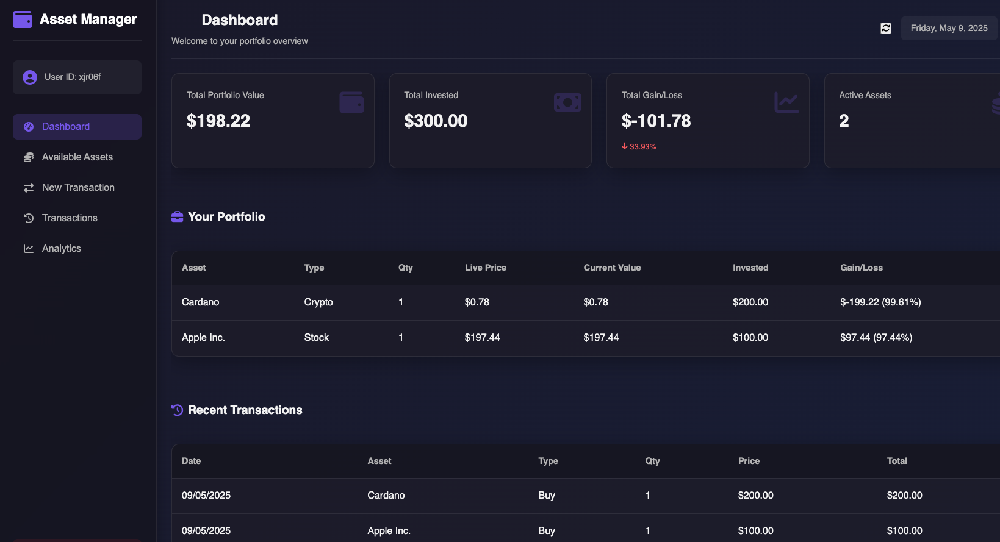 Asset Manager
User ID: xjr06f
Dashboard
Available Assets
New Transaction
Transactions
Analytics
Dashboard
Welcome to your portfolio overview
Friday, May 9, 2025
Total Portfolio Value
$198.22
Total Invested
$300.00
Total Gain/Loss
$-101.78
33.93%
Active Assets
2
Your Portfolio
Asset Type Qty Live Price Current Value Invested Gain/Loss
Cardano Crypto 1 $0.78 $0.78 $200.00 $-199.22 (99.61%)
Apple Inc. Stock 1 $197.44 $197.44 $100.00 $97.44 (97.44%)
Recent Transactions
Date Asset Type Qty Price Total
09/05/2025 Cardano Buy 1 $200.00 $200.00
09/05/2025 Apple Inc. Buy 1 $100.00 $100.00